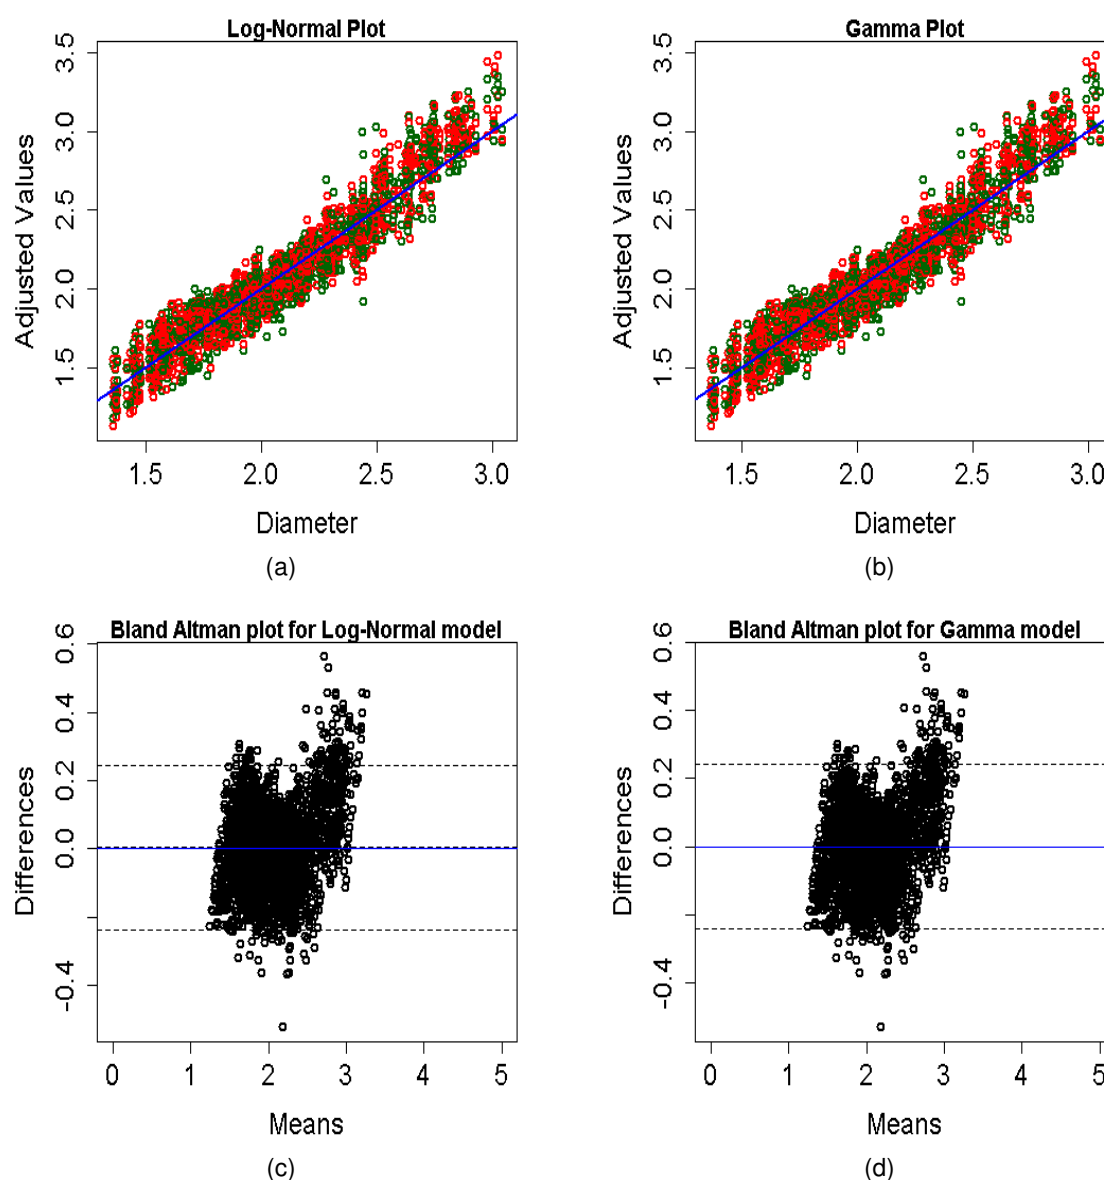 Log-Normal Plot
Gamma Plot
Adjusted Values
3.5
3.0
2.5
2.0
1.5
1.5 2.0 2.5 3.0
Diameter
(a)
Adjusted Values
3.5
3.0
2.5
2.0
1.5
1.5 2.0 2.5 3.0
Diameter
(b)
Bland Altman plot for Log-Normal model
Differences
0.6
0.4
0.2
0.0
-0.4
0 1 2 3 4 5
Means
(c)
Bland Altman plot for Gamma model
Differences
0.6
0.4
0.2
0.0
-0.4
0 1 2 3 4 5
Means
(d)